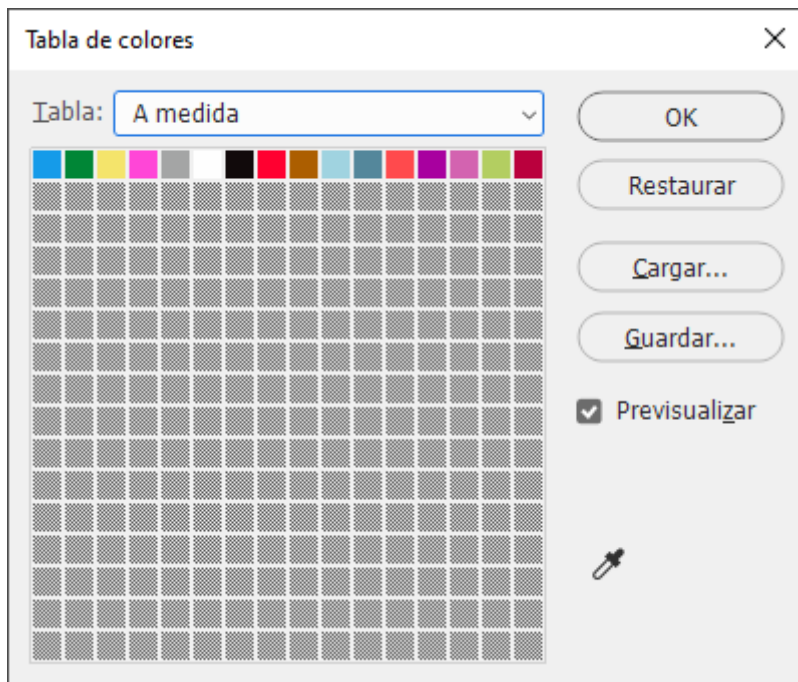 Tabla de colores
Tabla: A medida
OK
Restaurar
Cargar...
Guardar...
Previsualizar